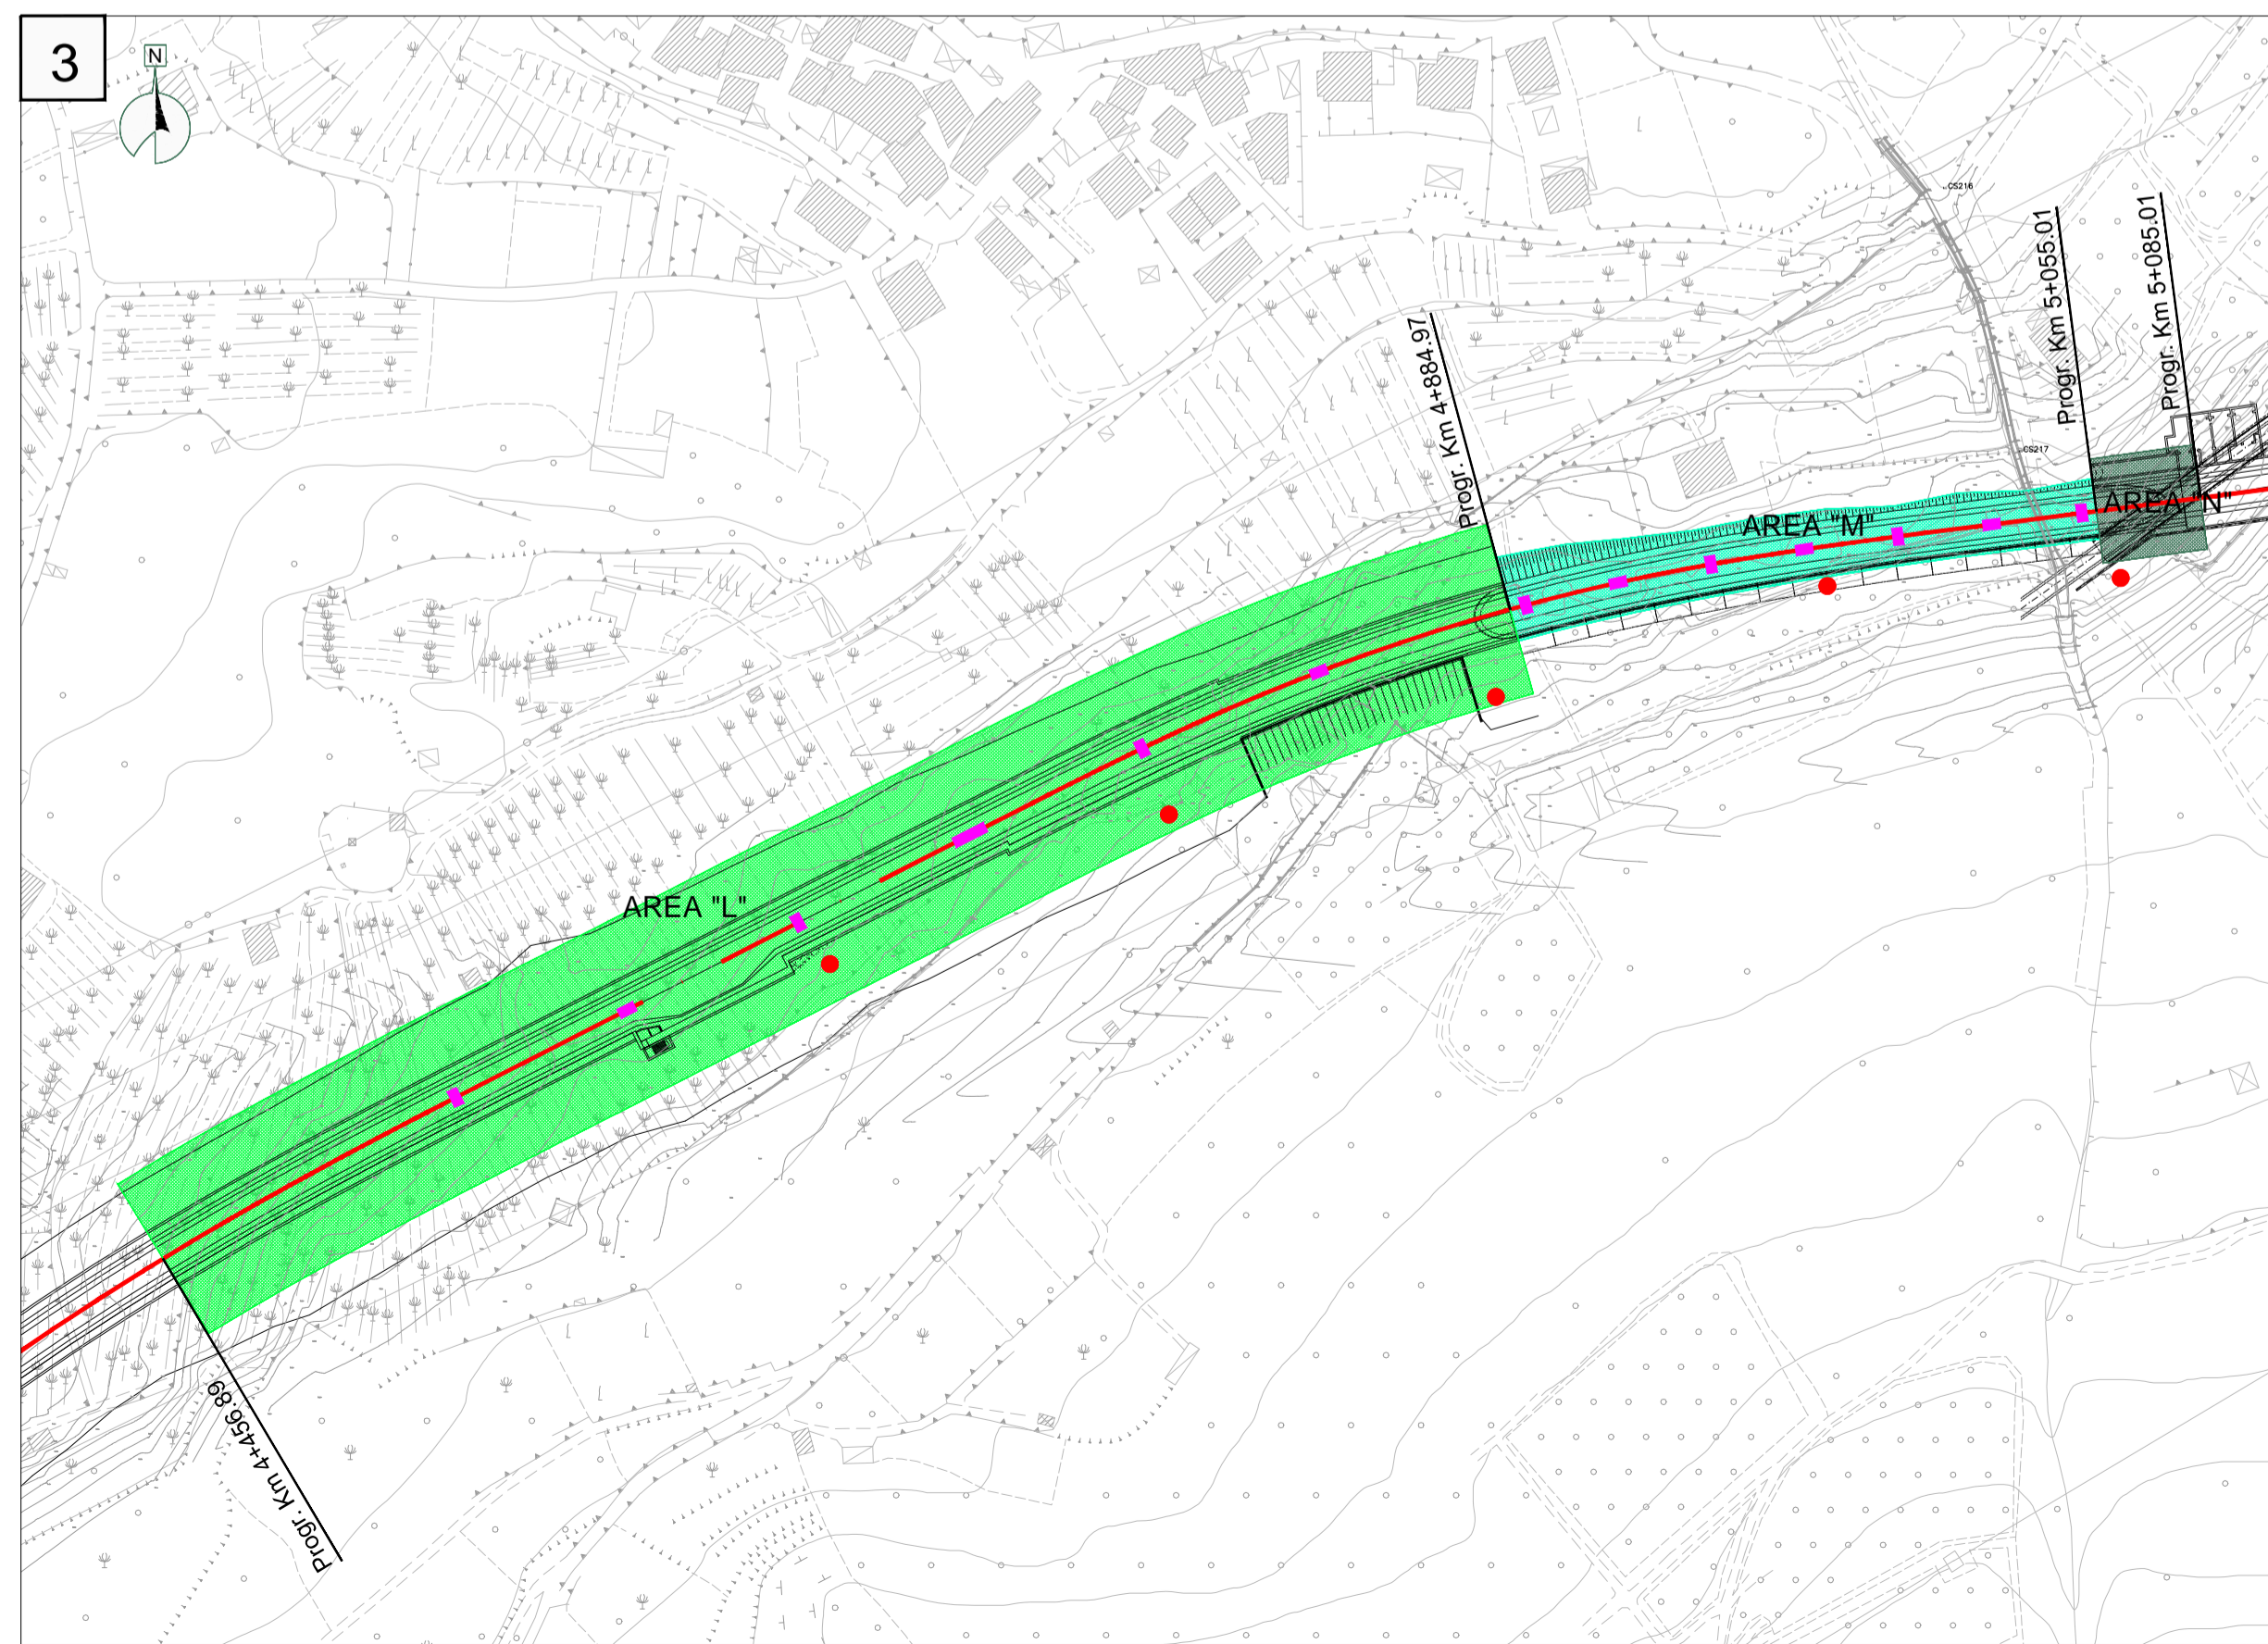 3
N
CS216
Progr. Km 5+055.01
Progr. Km 5+085.01
Progr. Km 4+884.97
CS217
AREA "N"
AREA "M"
AREA "L"
Progr. Km 4+456.89